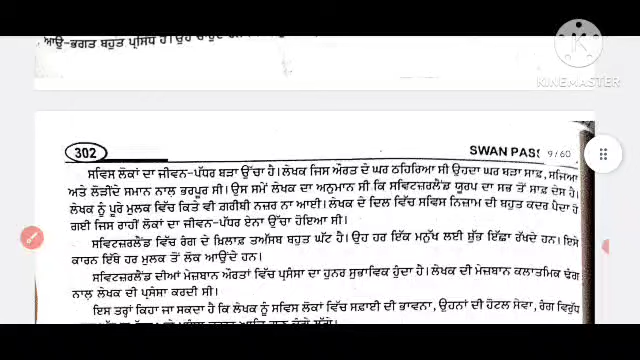 ਆਉ-ਭਗਤ ਬਹੁਤ ਪ੍ਰਸਿੱਧ ਹੈ। ਉਹ ਚਾਹੁੰਦੇ
KINEMASTER
302
SWAN PASS
9/60
ਸਵਿਸ ਲੋਕਾਂ ਦਾ ਜੀਵਨ-ਪੱਧਰ ਬੜਾ ਉੱਚਾ ਹੈ। ਲੇਖਕ ਜਿਸ ਔਰਤ ਦੇ ਘਰ ਠਹਿਰਿਆ ਸੀ ਉਹਦਾ ਘਰ ਬੜਾ ਸਾਫ਼, ਸਜਿਆ
ਅਤੇ ਲੋੜੀਂਦੇ ਸਮਾਨ ਨਾਲ ਭਰਪੂਰ ਸੀ। ਉਸ ਸਮੇਂ ਲੇਖਕ ਦਾ ਅਨੁਮਾਨ ਸੀ ਕਿ ਸਵਿਟਜ਼ਰਲੈਂਡ ਯੂਰਪ ਦਾ ਸਭ ਤੋਂ ਸਾਫ਼ ਦੇਸ ਹੈ।
ਲੇਖਕ ਨੂੰ ਪੂਰੇ ਮੁਲਕ ਵਿੱਚ ਕਿਤੇ ਵੀ ਗ਼ਰੀਬੀ ਨਜ਼ਰ ਨਾ ਆਈ। ਲੇਖਕ ਦੇ ਦਿਲ ਵਿੱਚ ਸਵਿਸ ਨਿਜ਼ਾਮ ਦੀ ਬਹੁਤ ਕਦਰ ਪੈਦਾ ਹੋ
ਗਈ ਜਿਸ ਰਾਹੀਂ ਲੋਕਾਂ ਦਾ ਜੀਵਨ-ਪੱਧਰ ਏਨਾ ਉੱਚਾ ਹੋਇਆ ਸੀ।
ਸਵਿਟਜ਼ਰਲੈਂਡ ਵਿੱਚ ਰੰਗ ਦੇ ਖ਼ਿਲਾਫ਼ ਤਅੱਸਬ ਬਹੁਤ ਘੱਟ ਹੈ। ਉਹ ਹਰ ਇੱਕ ਮਨੁੱਖ ਲਈ ਸ਼ੁੱਭ ਇੱਛਾ ਰੱਖਦੇ ਹਨ। ਇਸੇ
ਕਾਰਨ ਇੱਥੇ ਹਰ ਮੁਲਕ ਤੋਂ ਲੋਕ ਆਉਂਦੇ ਹਨ।
ਸਵਿਟਜ਼ਰਲੈਂਡ ਦੀਆਂ ਮੇਜ਼ਬਾਨ ਔਰਤਾਂ ਵਿੱਚ ਪ੍ਰਸੰਸਾ ਦਾ ਹੁਨਰ ਸੁਭਾਵਿਕ ਹੁੰਦਾ ਹੈ। ਲੇਖਕ ਦੀ ਮੇਜ਼ਬਾਨ ਕਲਾਤਮਿਕ ਢੰਗ
ਨਾਲ ਲੇਖਕ ਦੀ ਪ੍ਰਸੰਸਾ ਕਰਦੀ ਸੀ।
ਇਸ ਤਰ੍ਹਾਂ ਕਿਹਾ ਜਾ ਸਕਦਾ ਹੈ ਕਿ ਲੇਖਕ ਨੂੰ ਸਵਿਸ ਲੋਕਾਂ ਵਿੱਚ ਸਫ਼ਾਈ ਦੀ ਭਾਵਨਾ, ਉਹਨਾਂ ਦੀ ਹੋਟਲ ਸੇਵਾ, ਰੰਗ ਵਿਰੁੱਧ